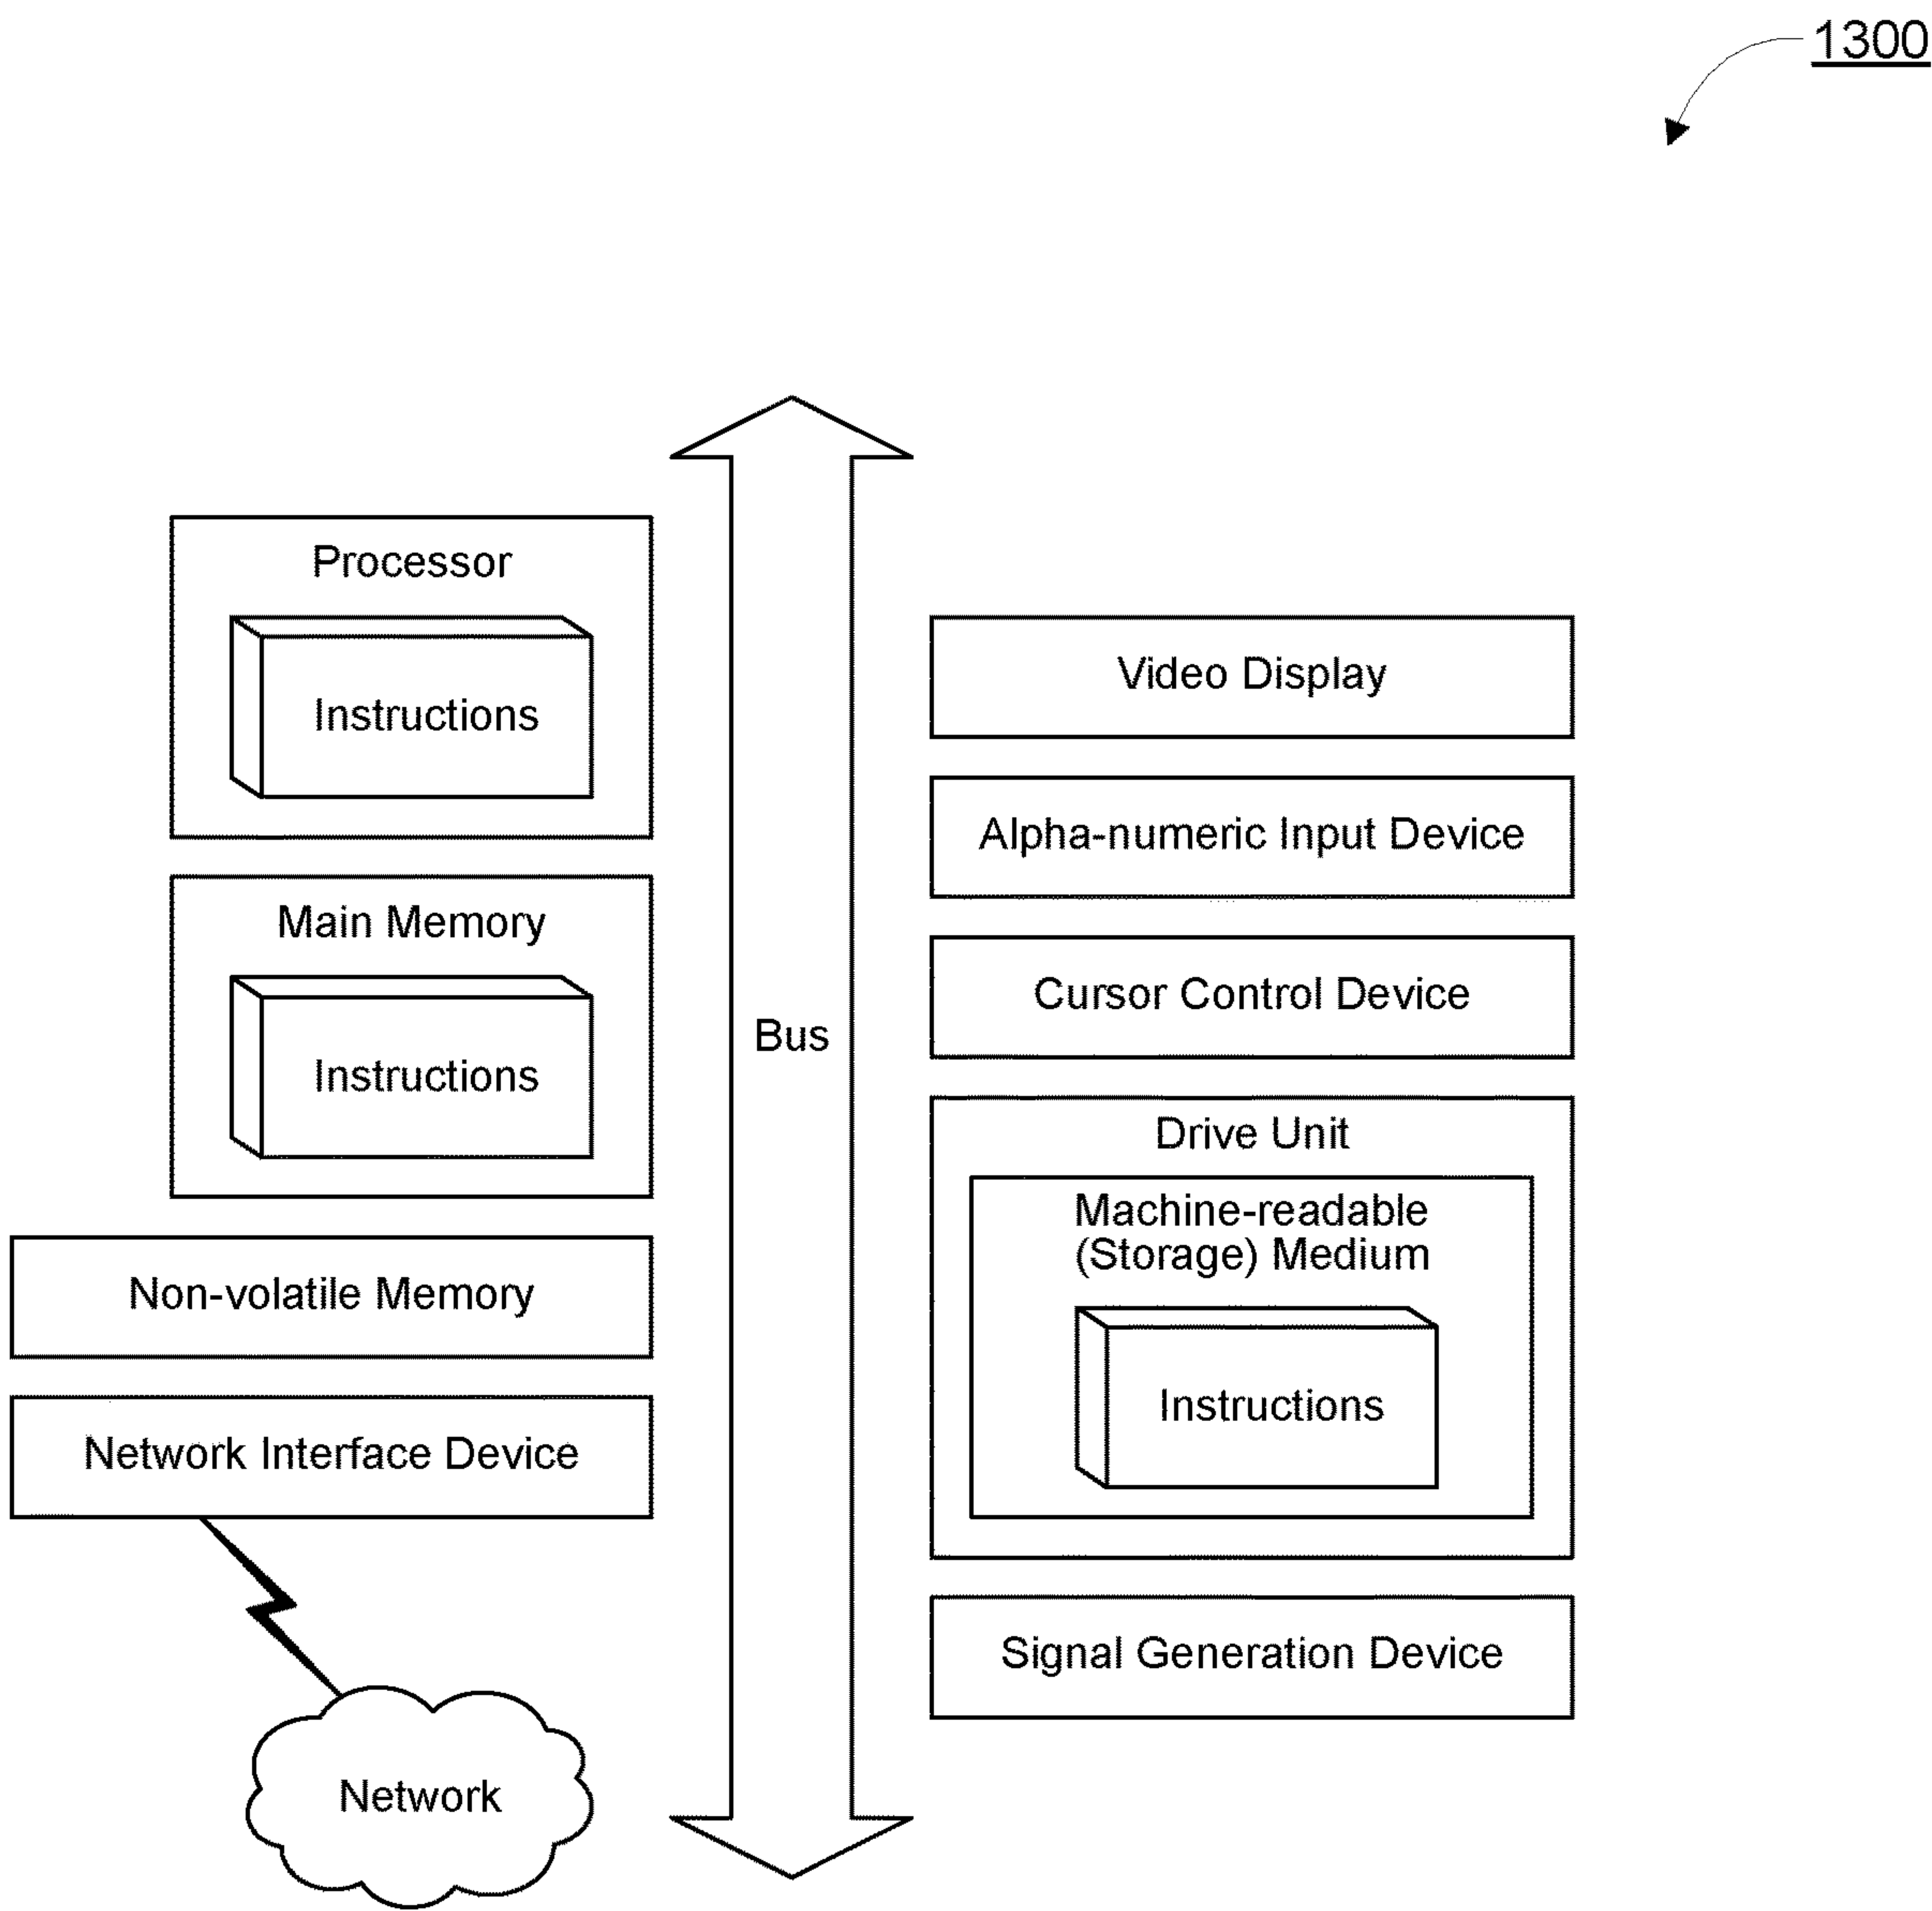 1300
Processor
Instructions
Main Memory
Instructions
Non-volatile Memory
Network Interface Device
Network
Bus
Video Display
Alpha-numeric Input Device
Cursor Control Device
Drive Unit
Machine-readable
(Storage) Medium
Instructions
Signal Generation Device